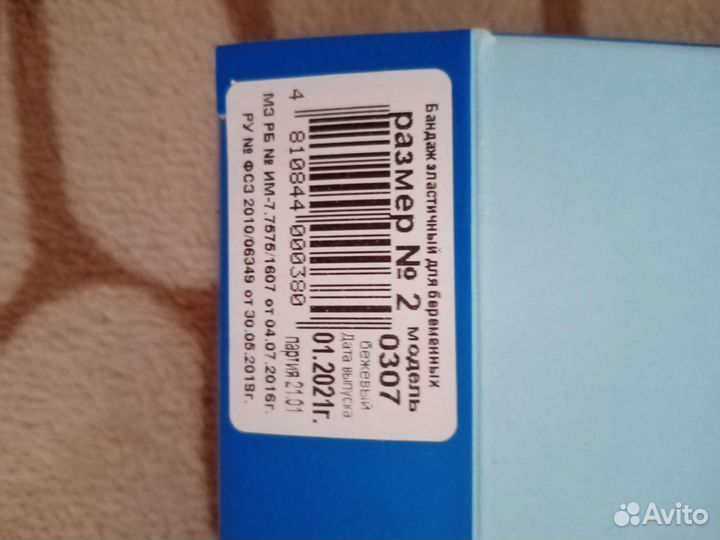 Бандаж эластичный для беременных
размер № 2 модель
0307
бежевый
Дата выпуска
01.2021г.
партия 21.01
4 810844 000380
МЗ РБ № ИМ-7.7575/1607 от 04.07.2016г.
РУ № ФСЗ 2010/06349 от 30.05.2018г.
Avito